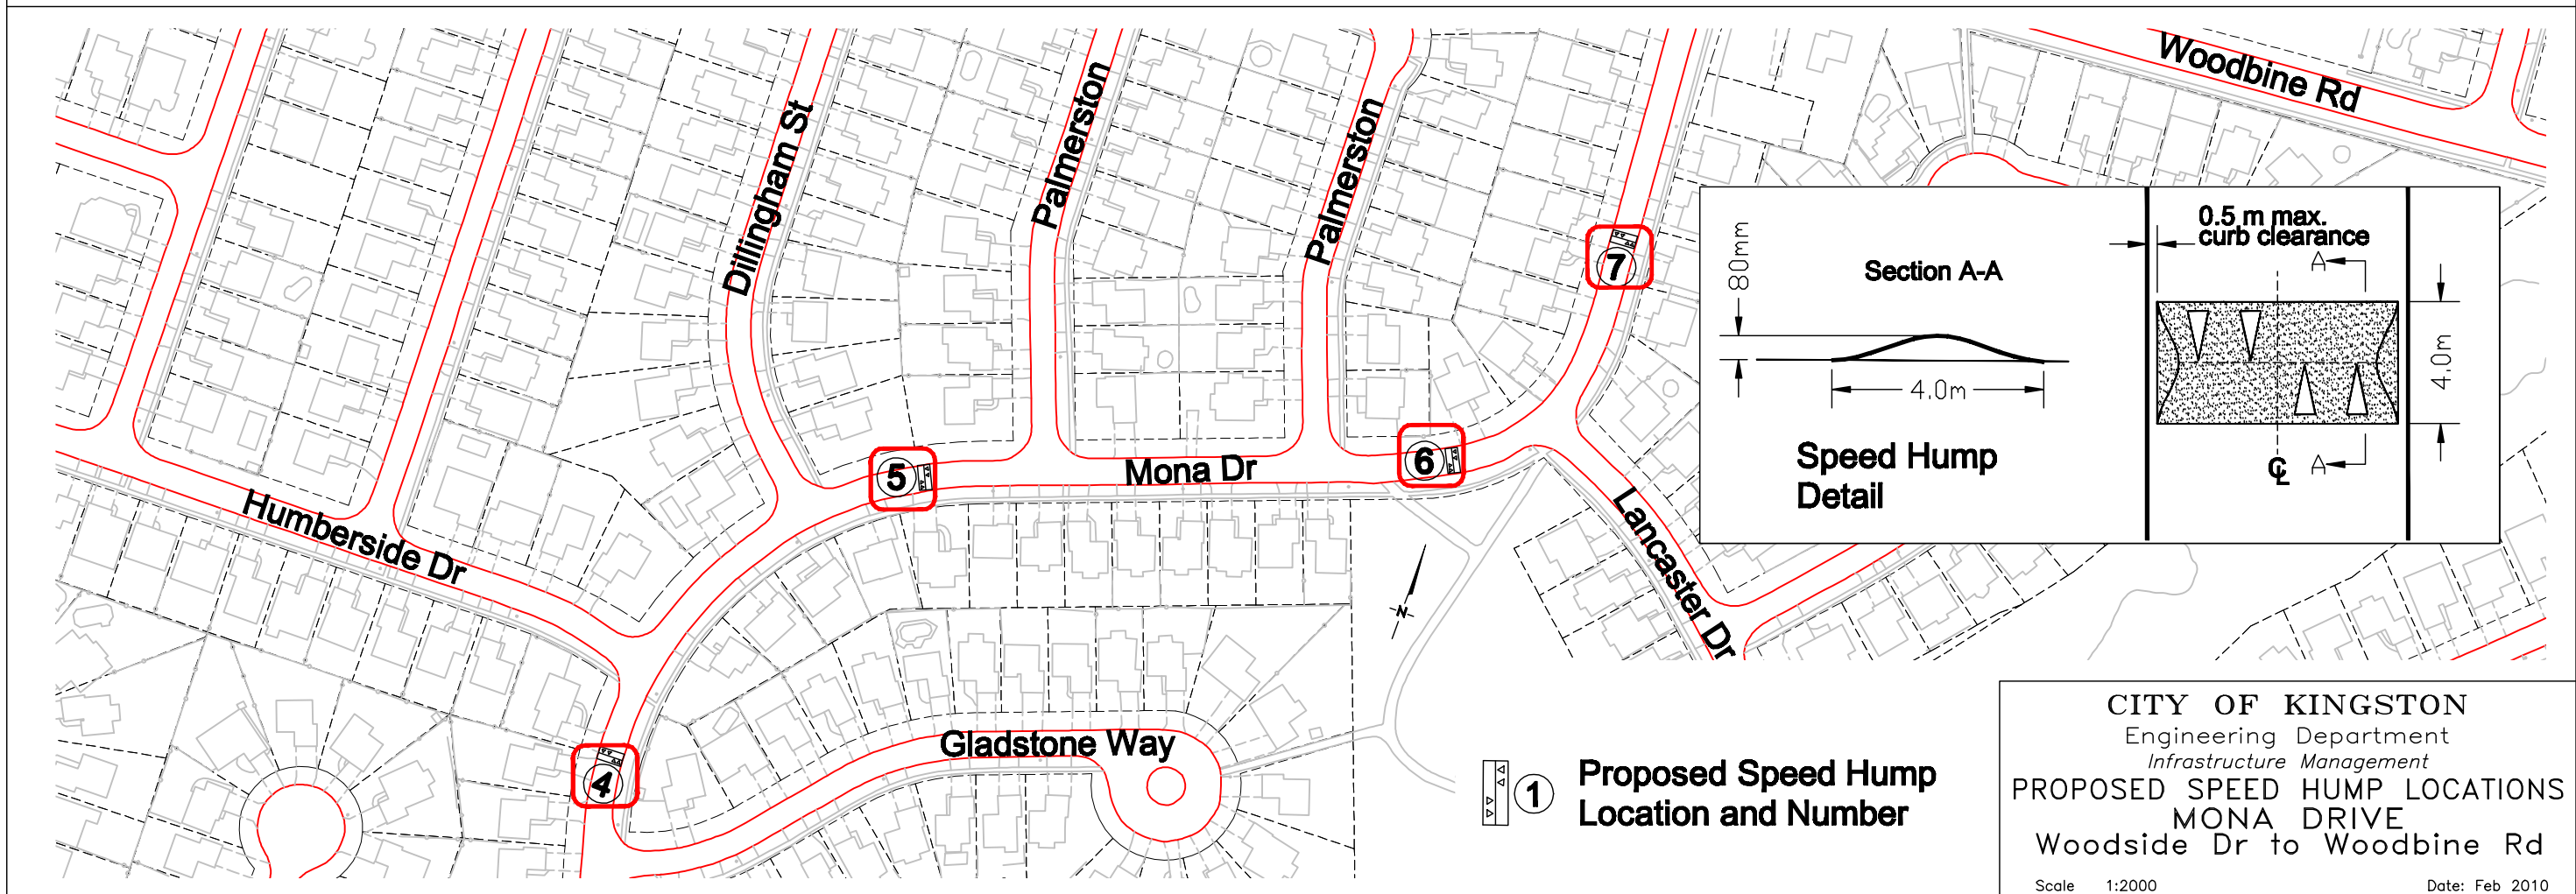 Woodbine Rd
Dillingham St
Palmerston
Palmerston
7
80mm
Section A-A
4.0m
Speed Hump
Detail
0.5 m max.
curb clearance
A
4.0m
℄ A
5
Mona Dr
6
Humberside Dr
Lancaster Dr
N
4
Gladstone Way
1
Proposed Speed Hump
Location and Number
CITY OF KINGSTON
Engineering Department
Infrastructure Management
PROPOSED SPEED HUMP LOCATIONS
MONA DRIVE
Woodside Dr to Woodbine Rd
Scale 1:2000 Date: Feb 2010